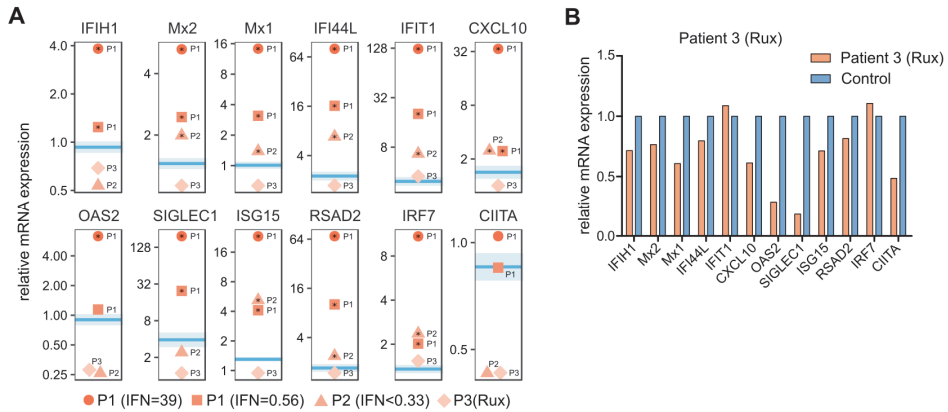 A
IFIH1 Mx2 Mx1 IFI44L IFIT1 CXCL10
relative mRNA expression
4.0
1.0
0.5
P1
P1
P3
P2
4
2
P1
P1
P2
P3
16
4
2
1
P1
P1
P2
P3
16
4
P1
P1
P2
P3
128
32
8
P1
P1
P2
P3
32
8
2
P1
P2
P1
P3
OAS2 SIGLEC1 ISG15 RSAD2 IRF7 CIITA
4.00
2.00
1.00
0.50
0.25
P1
P1
P3
P2
128
32
8
2
P1
P1
P2
P3
16
4
1
P1
P2
P1
P3
64
16
4
P1
P1
P2
P3
8
4
2
P1
P2
P1
P3
1.0
0.5
P1
P1
P2
P3
P1 (IFN=39) P1 (IFN=0.56) P2 (IFN<0.33) P3(Rux)
B
Patient 3 (Rux)
Patient 3 (Rux)
Control
relative mRNA expression
1.5
1.0
0.5
0.0
IFIH1 Mx2 Mx1 IFI44L IFIT1 CXCL10 OAS2 SIGLEC1 ISG15 RSAD2 IRF7 CIITA